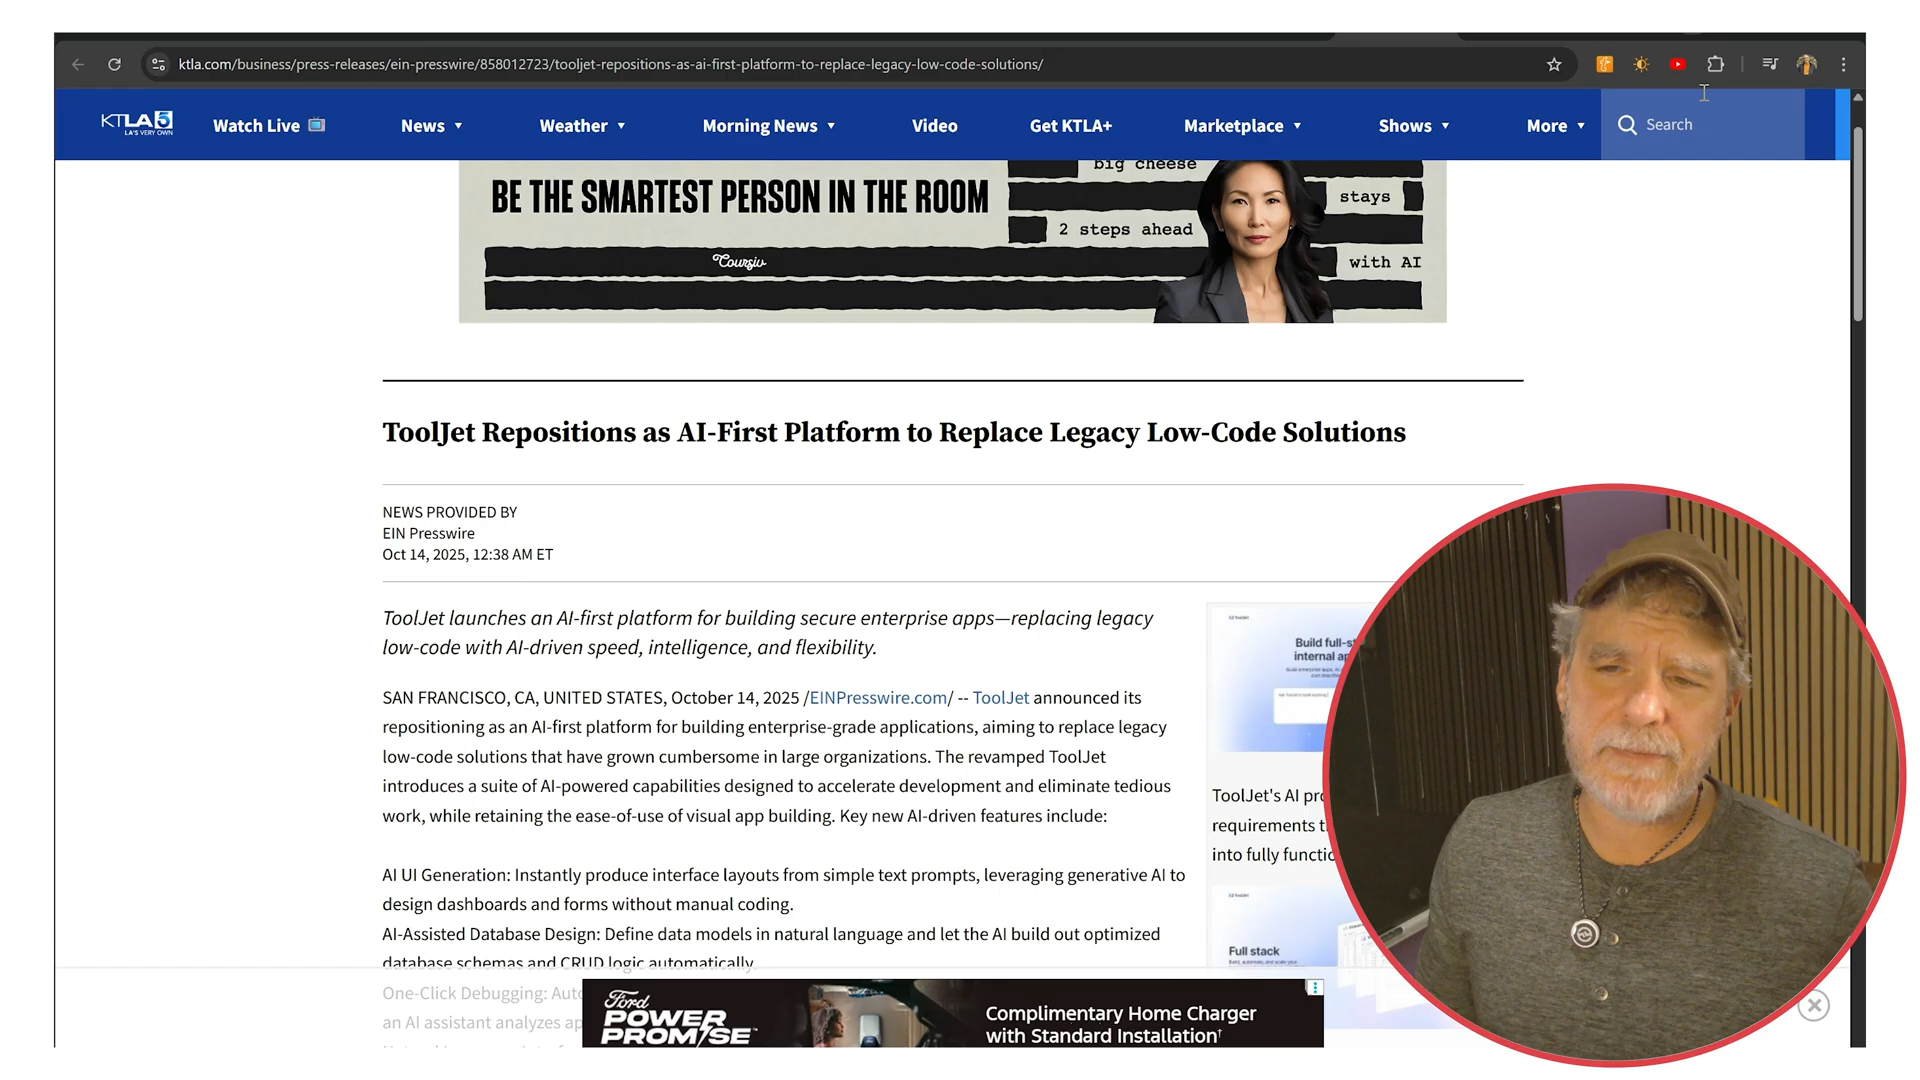 ktla.com/business/press-releases/ein-presswire/858012723/tooljet-repositions-as-ai-first-platform-to-replace-legacy-low-code-solutions/
KTLA 5
LA'S VERY OWN
Watch Live
News
Weather
Morning News
Video
Get KTLA+
Marketplace
Shows
More
Search
big cheese
BE THE SMARTEST PERSON IN THE ROOM
stays
2 steps ahead
Coursiv
with AI
ToolJet Repositions as AI-First Platform to Replace Legacy Low-Code Solutions
NEWS PROVIDED BY
EIN Presswire
Oct 14, 2025, 12:38 AM ET
ToolJet launches an AI-first platform for building secure enterprise apps—replacing legacy
low-code with AI-driven speed, intelligence, and flexibility.
SAN FRANCISCO, CA, UNITED STATES, October 14, 2025 /EINPresswire.com/ -- ToolJet announced its
repositioning as an AI-first platform for building enterprise-grade applications, aiming to replace legacy
low-code solutions that have grown cumbersome in large organizations. The revamped ToolJet
introduces a suite of AI-powered capabilities designed to accelerate development and eliminate tedious
work, while retaining the ease-of-use of visual app building. Key new AI-driven features include:
AI UI Generation: Instantly produce interface layouts from simple text prompts, leveraging generative AI to
design dashboards and forms without manual coding.
AI-Assisted Database Design: Define data models in natural language and let the AI build out optimized
database schemas and CRUD logic automatically.
One-Click Debugging:
an AI assistant analyzes
Build full-st
internal ap
ToolJet's AI
requirements
into fully
Full stack
Ford
POWER
PROMISE™
Complimentary Home Charger
with Standard Installation†